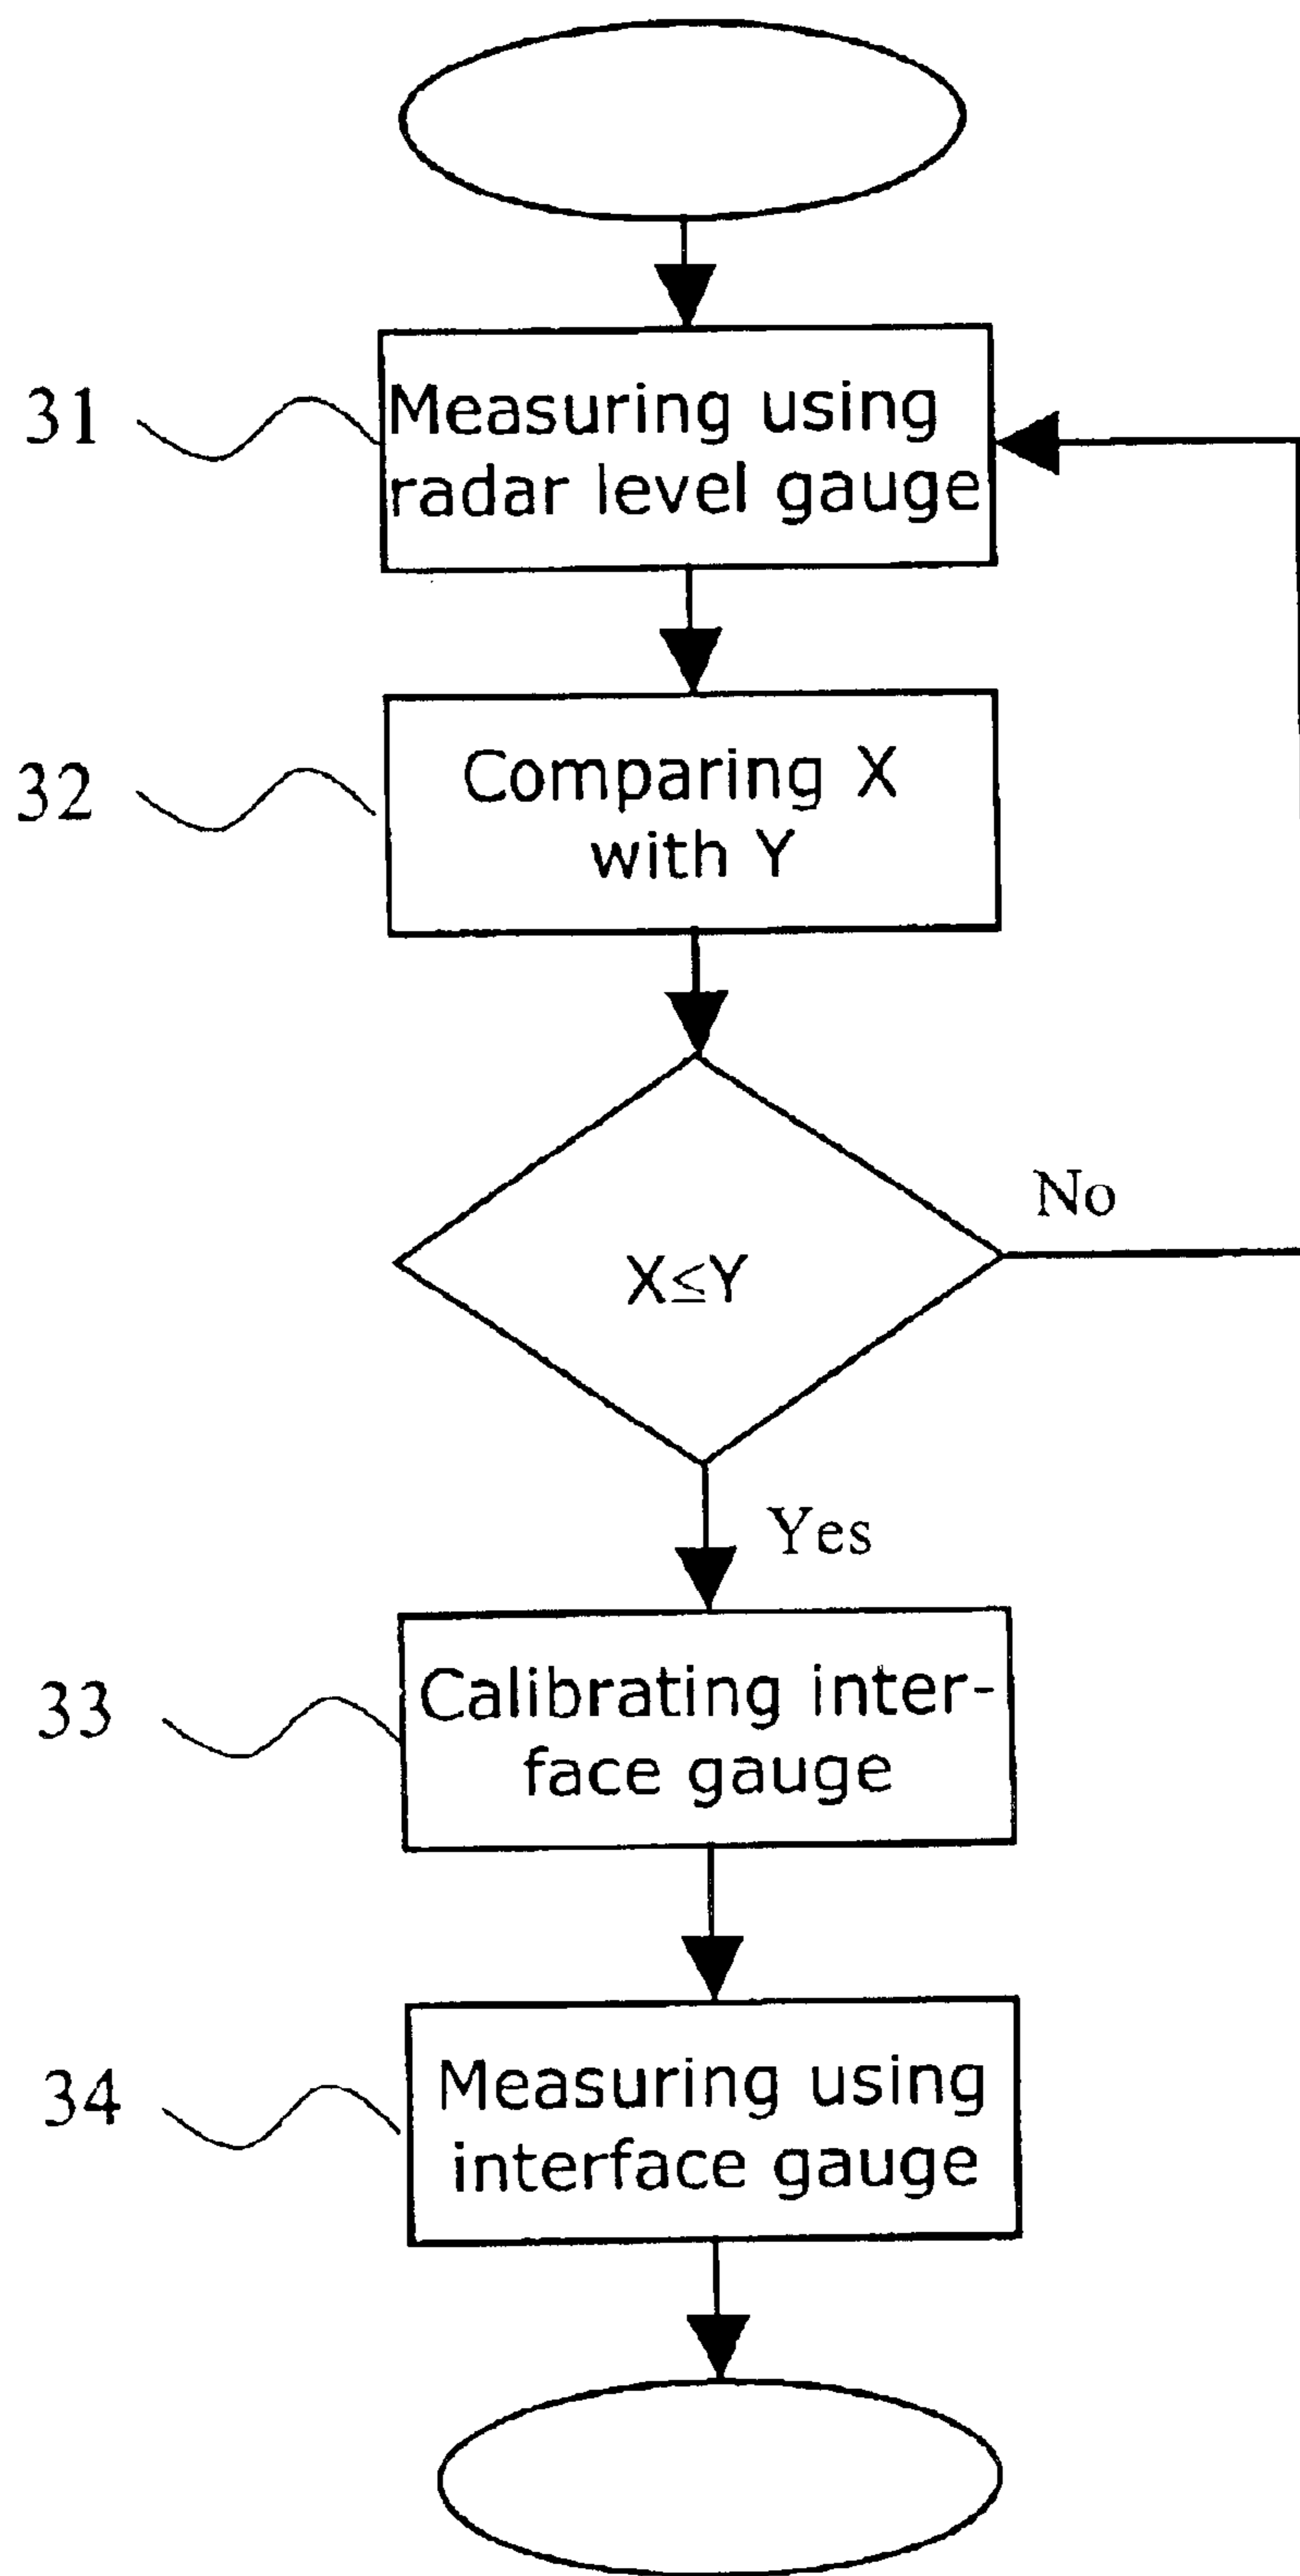 31
Measuring using
radar level gauge
32
Comparing X
with Y
X≤Y
No
Yes
33
Calibrating inter-
face gauge
34
Measuring using
interface gauge